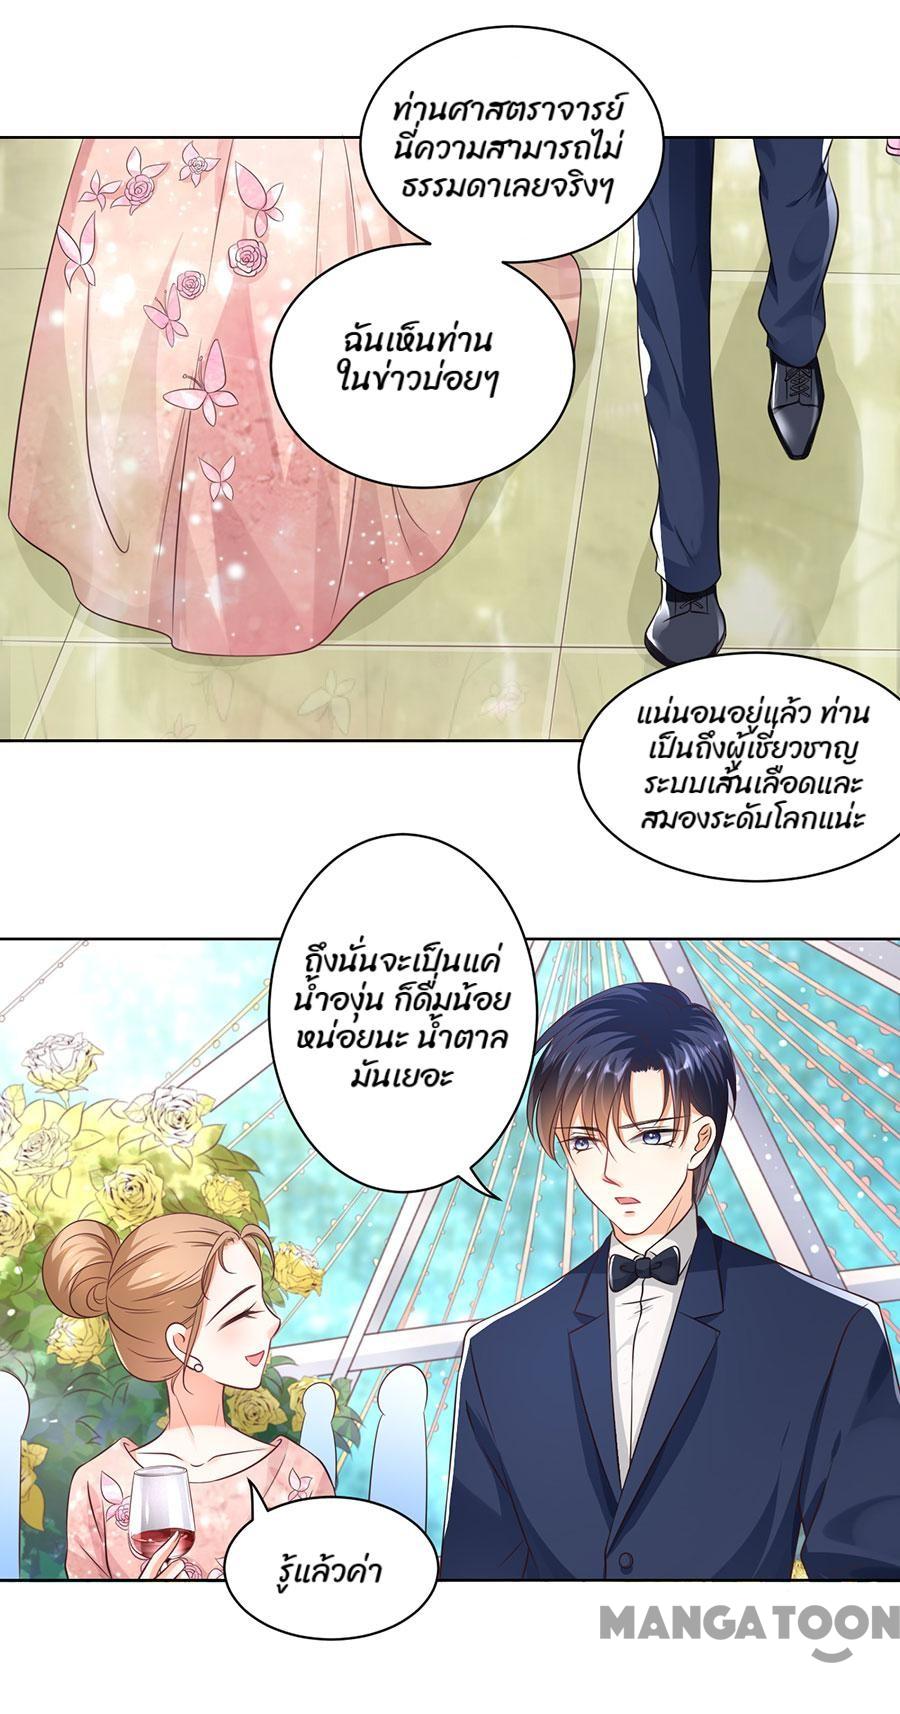 ท่านศาสตราจารย์
นี่ความสามารถไม่
ธรรมดาเลยจริงๆ
ฉันเห็นท่าน
ในข่าวบ่อยๆ
แน่นอนอยู่แล้ว ท่าน
เป็นถึงผู้เชี่ยวชาญ
ระบบเส้นเลือดและ
สมองระดับโลกแน่ะ
ถึงนั่นจะเป็นแค่
น้ำองุ่น ก็ดื่มน้อย
หน่อยนะ น้ำตาล
มันเยอะ
รู้แล้วค่า
MANGATOON